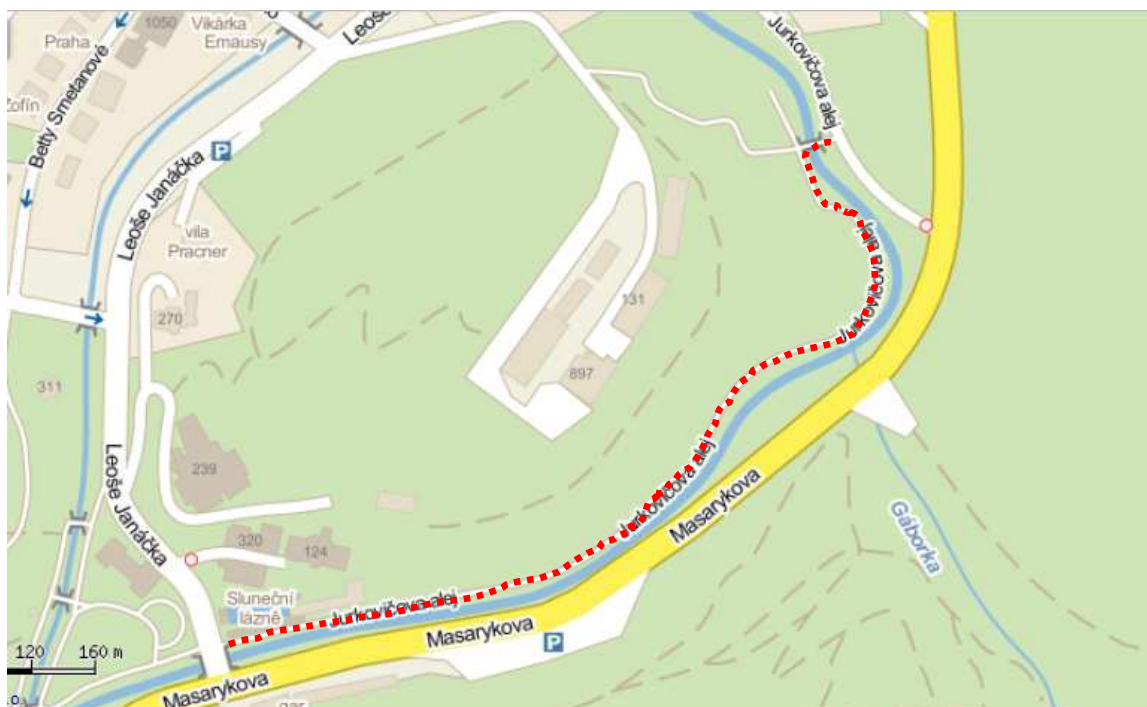 1050
Vikárka
Emausy
Praha
Žofín
Betty Smetanové
Leoše
Jurkovičova alej
P
Leoše Janáčka
vila
Pracner
270
131
897
311
239
Leoše Janáčka
320
124
Sluneční
lázně
Jurkovičova alej
Jurkovičova alej
Jurkovičova alej
Masarykova
Gáborka
Masarykova
P
Masarykova
120 160 m